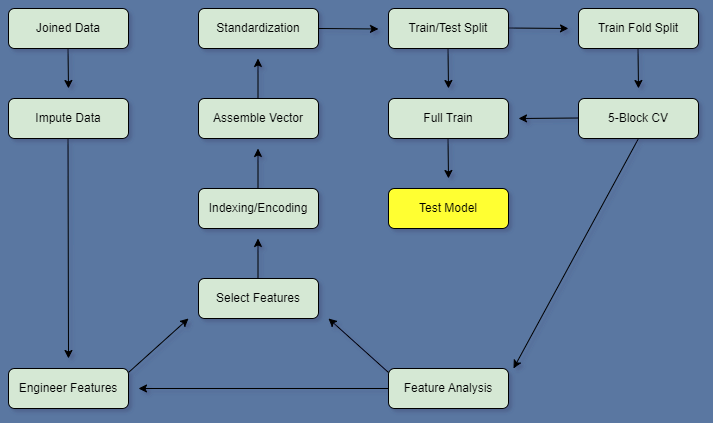 Joined Data
Standardization
Train/Test Split
Train Fold Split
Impute Data
Assemble Vector
Full Train
5-Block CV
Indexing/Encoding
Test Model
Select Features
Engineer Features
Feature Analysis